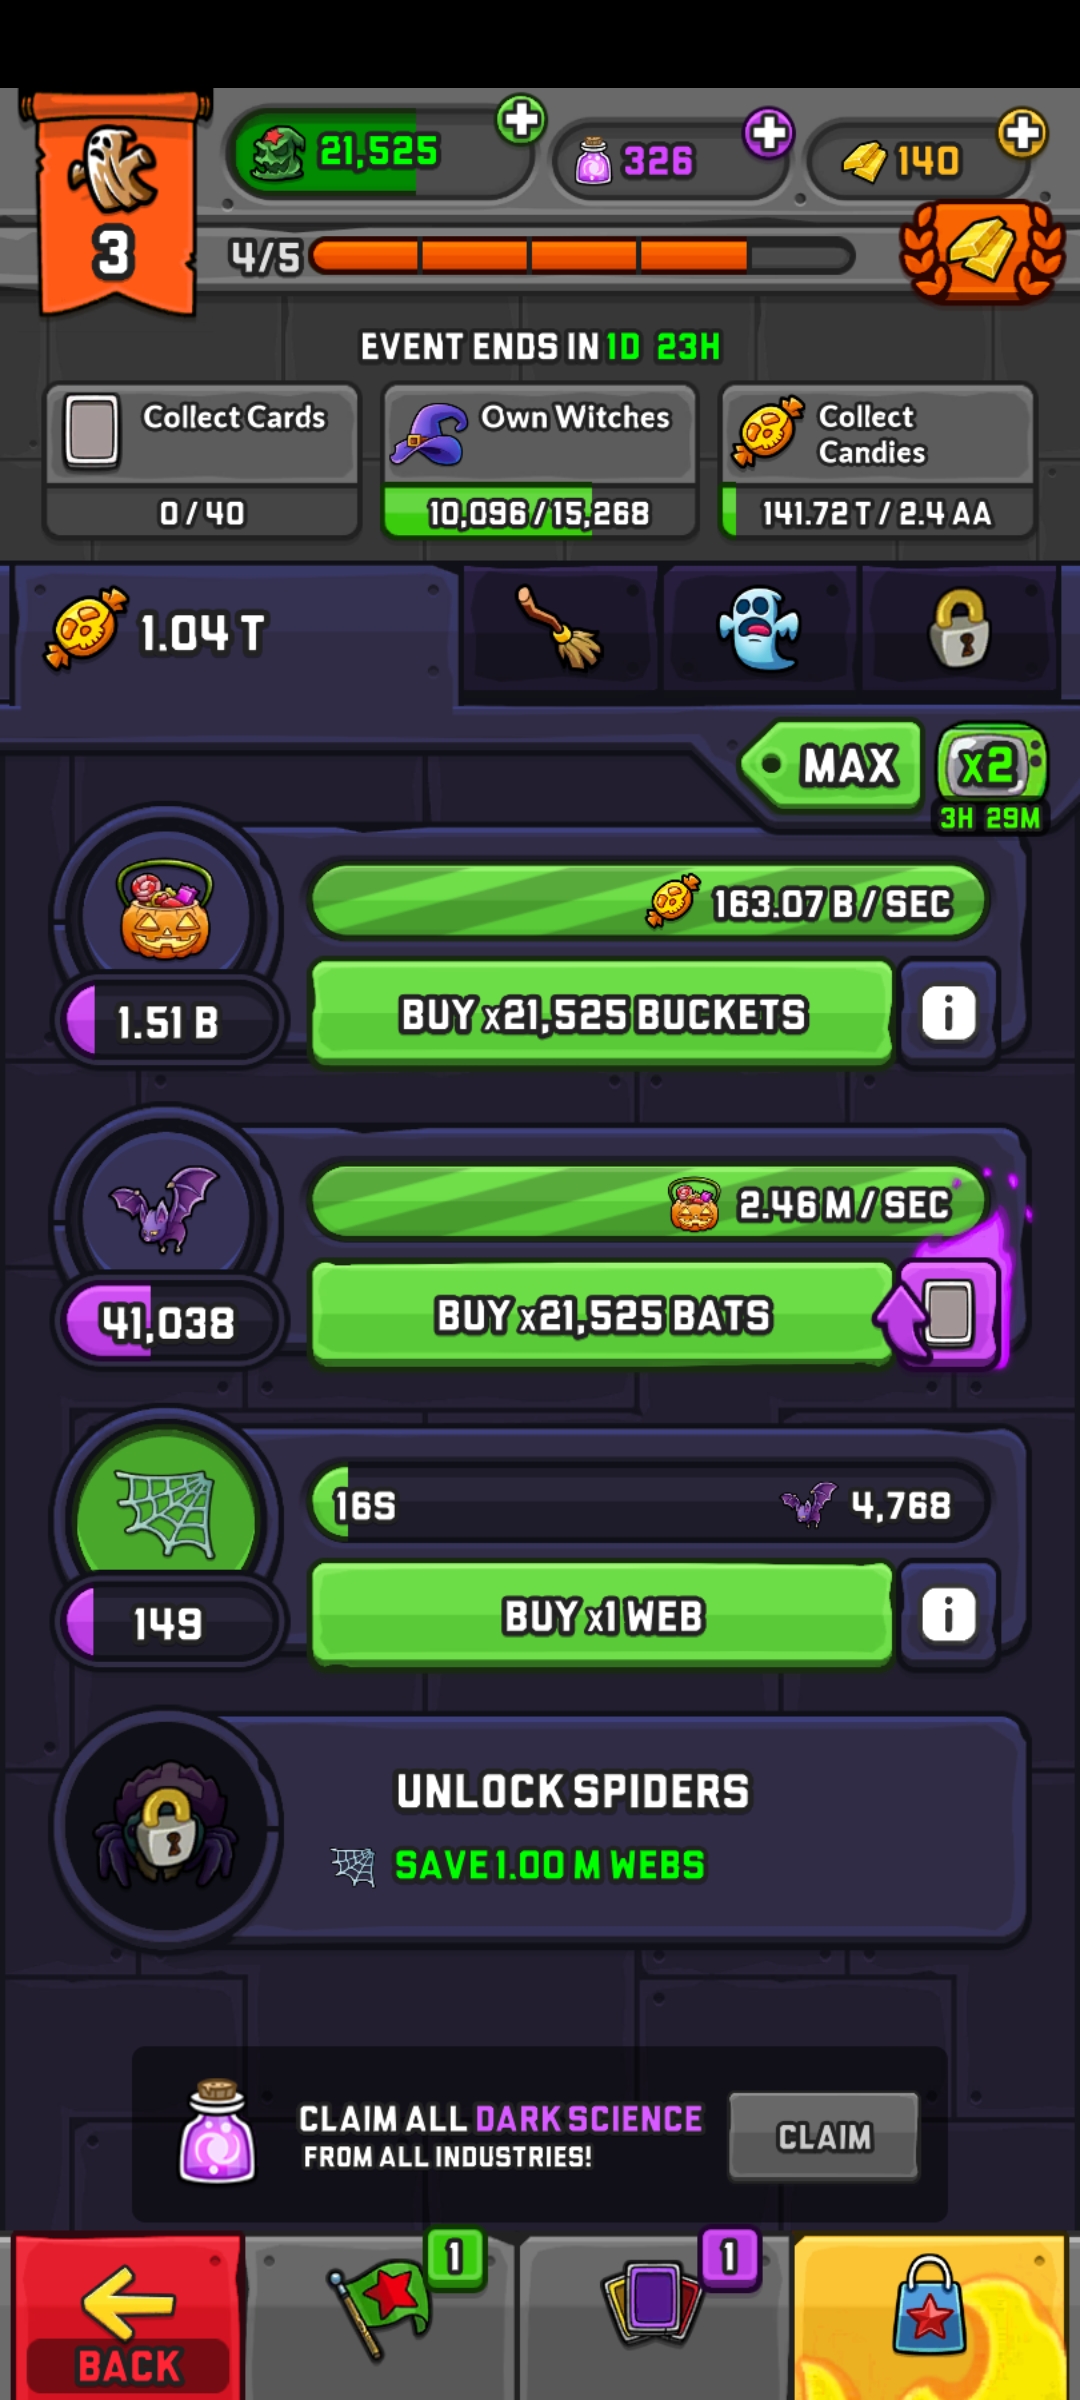 21,525
326
140
3
4/5
EVENT ENDS IN 1D 23H
Collect Cards
0 / 40
Own Witches
10,096/15,268
Collect
Candies
141.72 T / 2.4 AA
1.04 T
MAX
x2
3H 29M
163.07 B / SEC
BUY x21,525 BUCKETS
i
1.51 B
2.46 M / SEC
BUY x21,525 BATS
41,038
16S
4,768
BUY x1 WEB
i
149
UNLOCK SPIDERS
SAVE 1.00 M WEBS
CLAIM ALL DARK SCIENCE
FROM ALL INDUSTRIES!
CLAIM
1
1
BACK